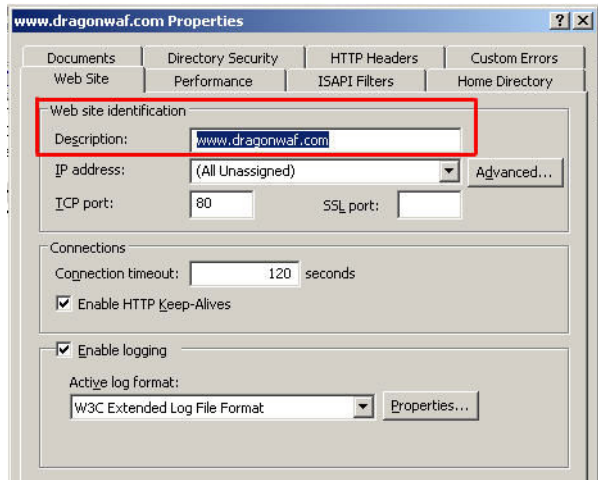 www.dragonwaf.com Properties
Documents Directory Security HTTP Headers Custom Errors
Web Site Performance ISAPI Filters Home Directory
Web site identification
Description: www.dragonwaf.com
IP address: (All Unassigned) Advanced...
TCP port: 80 SSL port:
Connections
Connection timeout: 120 seconds
Enable HTTP Keep-Alives
Enable logging
Active log format:
W3C Extended Log File Format Properties...